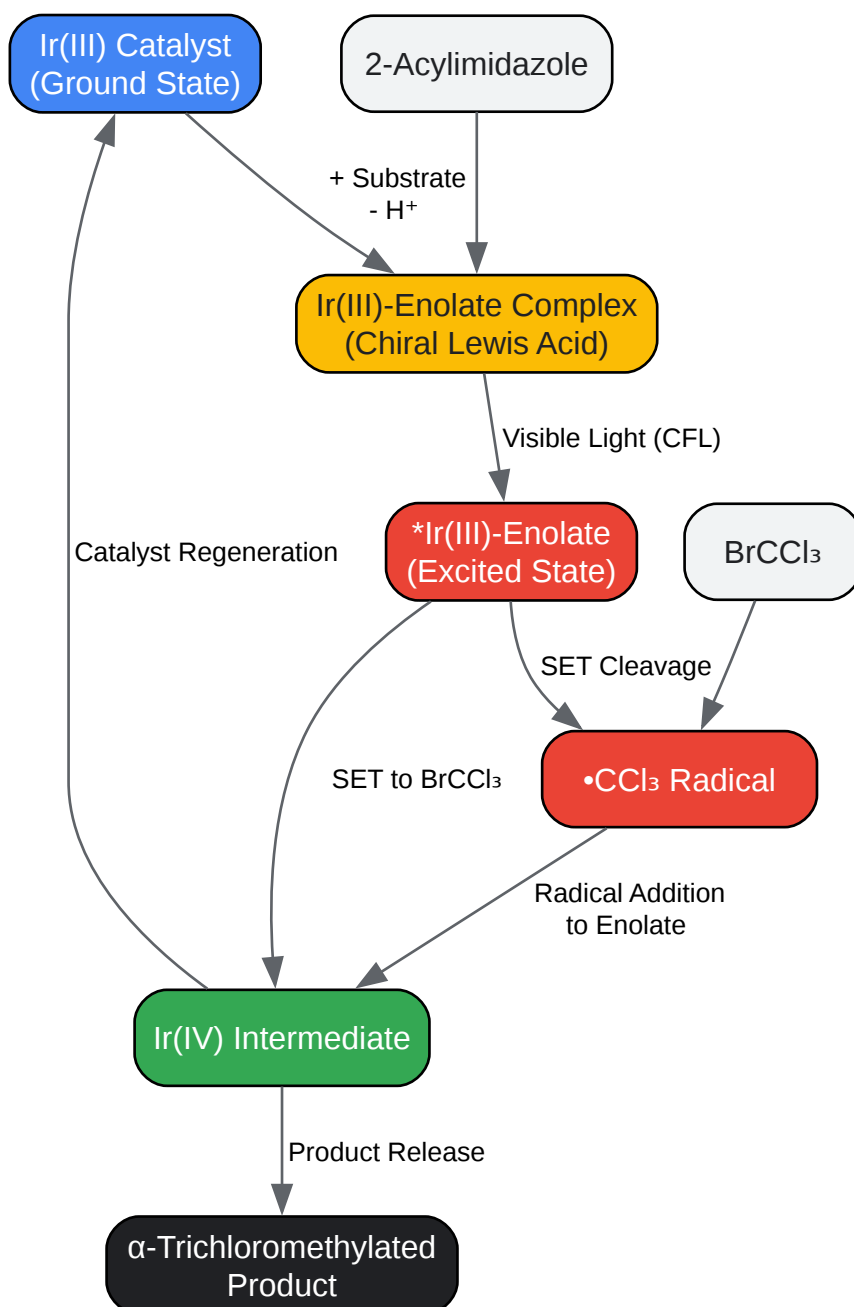 Ir(III) Catalyst
(Ground State)
2-Acylimidazole
+ Substrate
- H⁺
Ir(III)-Enolate Complex
(Chiral Lewis Acid)
Visible Light (CFL)
*Ir(III)-Enolate
(Excited State)
BrCCl₃
Catalyst Regeneration
SET Cleavage
SET to BrCCl₃
•CCl₃ Radical
Radical Addition
to Enolate
Ir(IV) Intermediate
Product Release
α-Trichloromethylated
Product